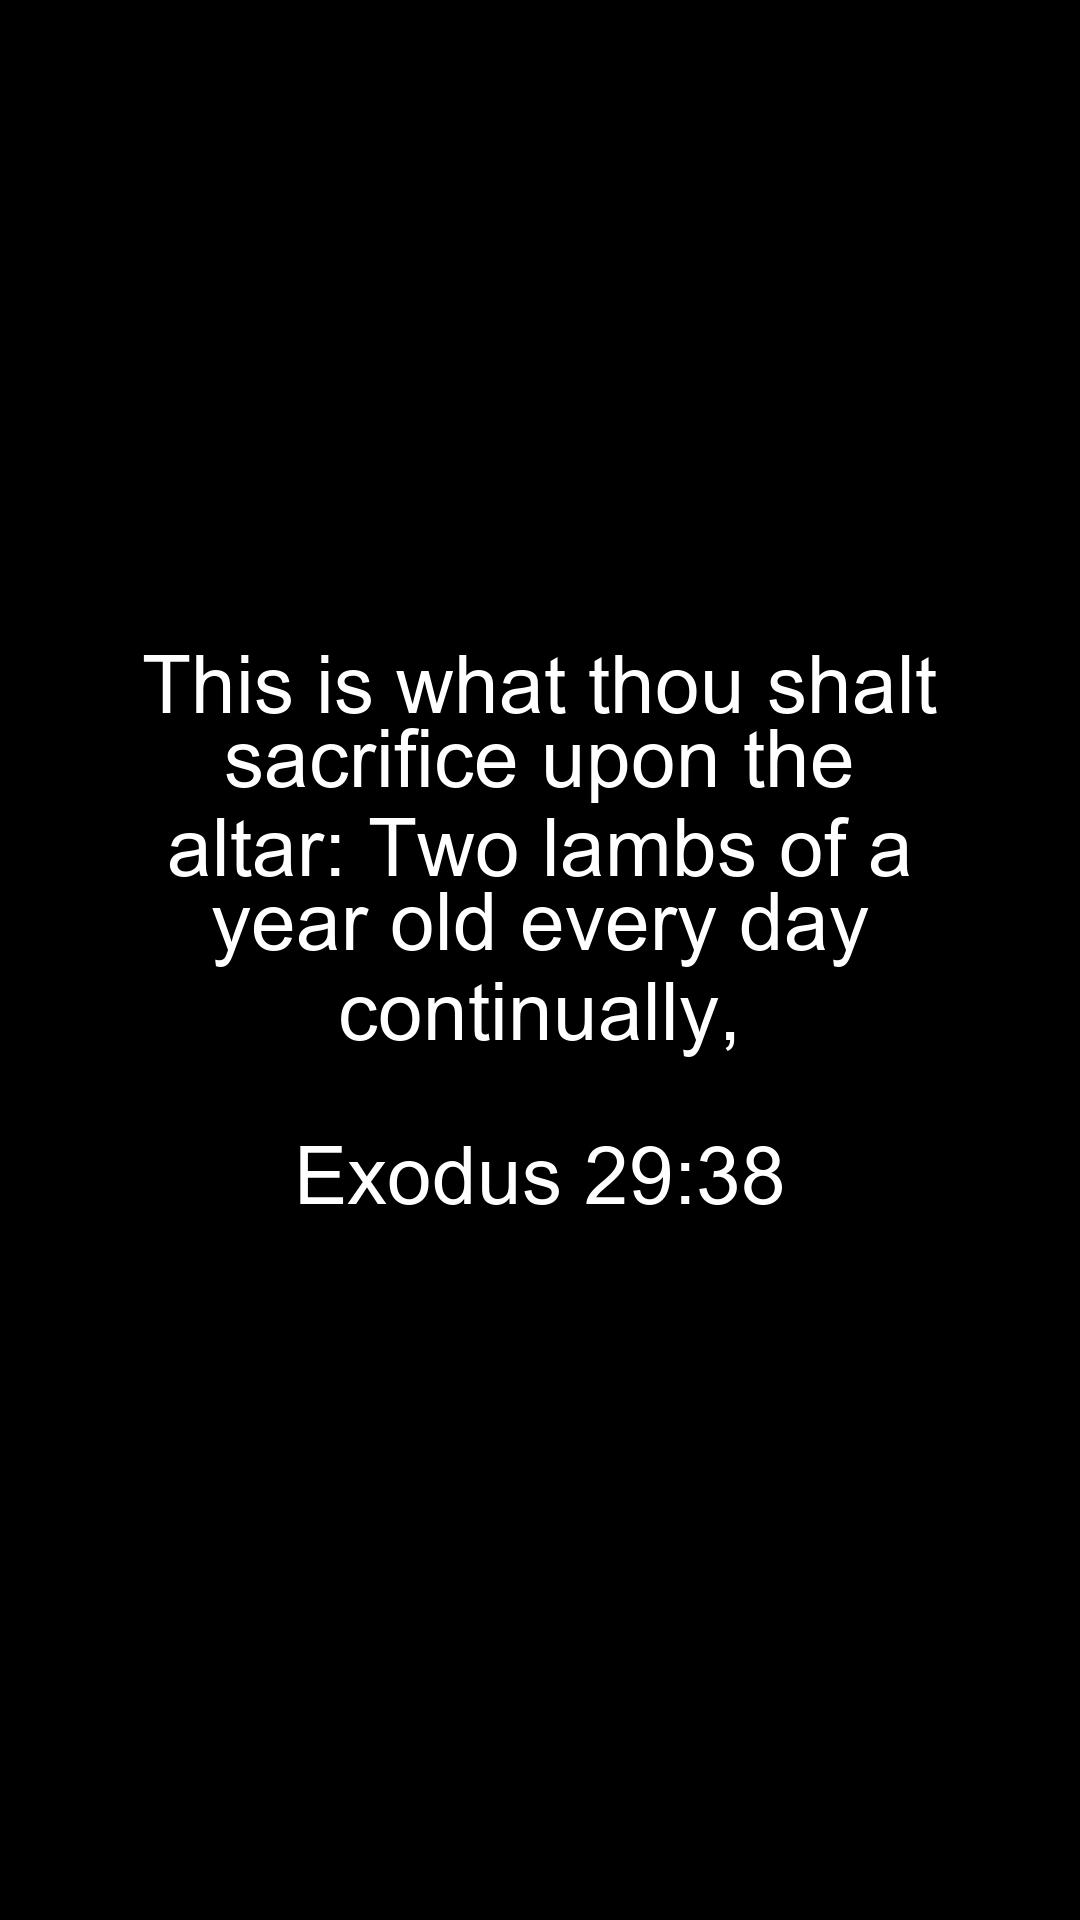 This is what thou shalt
sacrifice upon the
altar: Two lambs of a
year old every day
continually,
Exodus 29:38